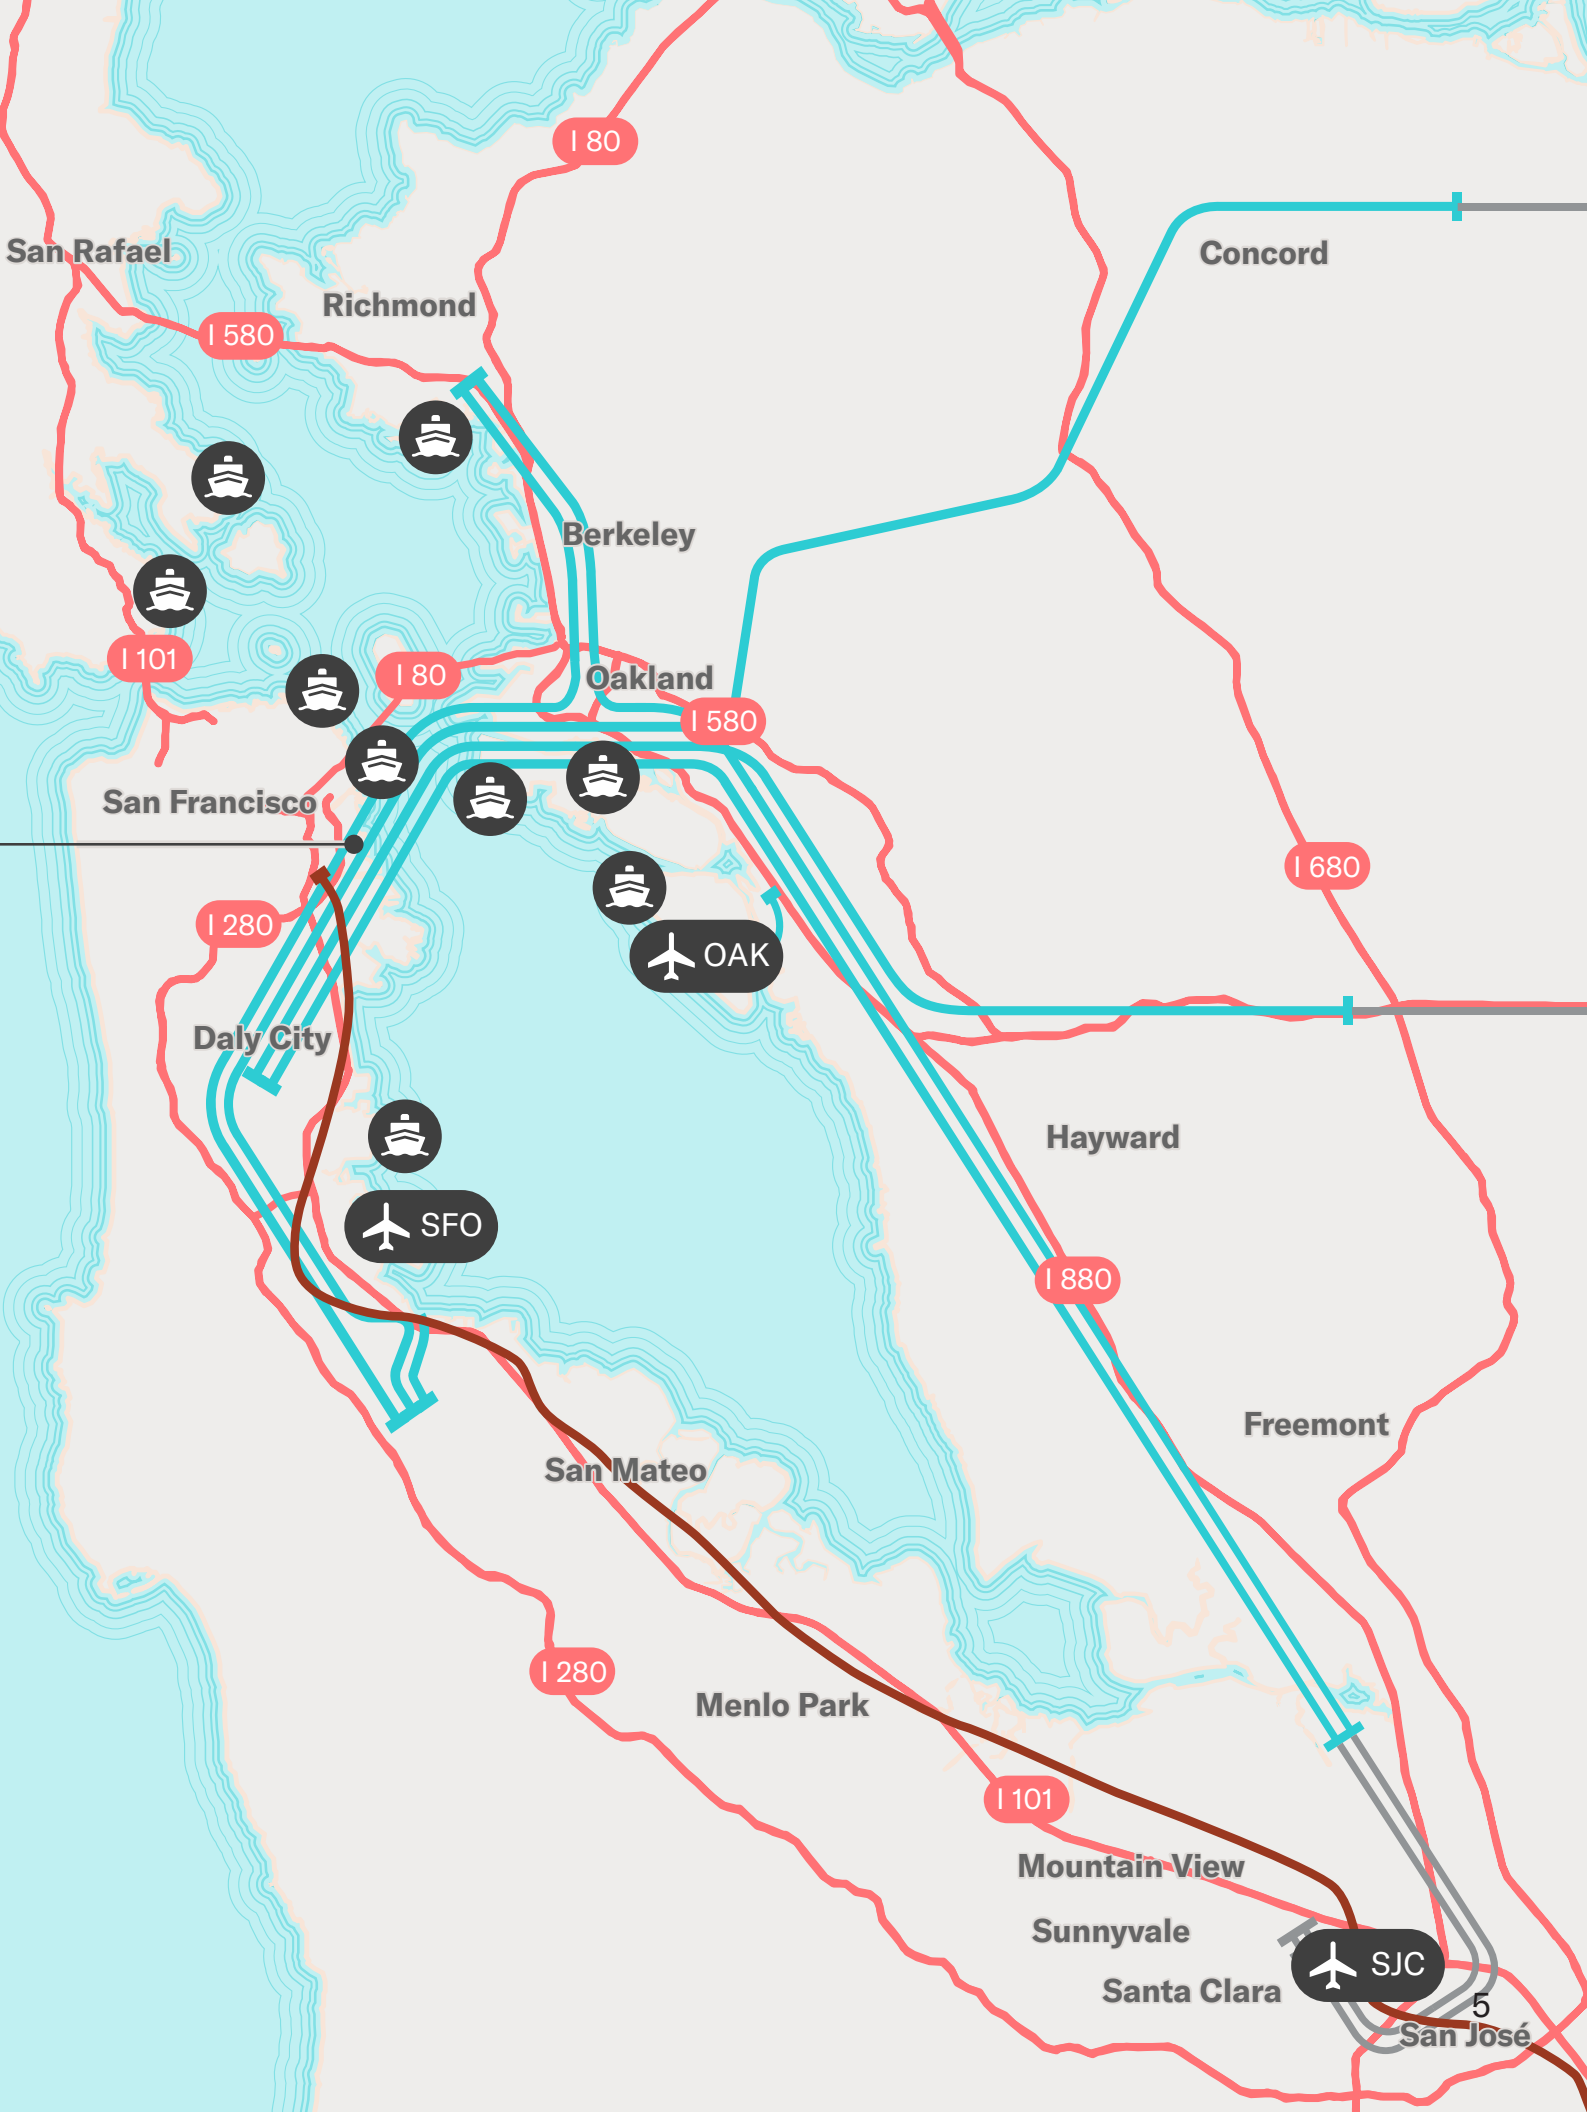 I 80
San Rafael
Concord
Richmond
I 580
Berkeley
I 101
I 80
Oakland
I 580
San Francisco
I 680
I 280
OAK
Daly City
Hayward
SFO
I 880
Freemont
San Mateo
I 280
Menlo Park
I 101
Mountain View
Sunnyvale
SJC
Santa Clara
5
San José